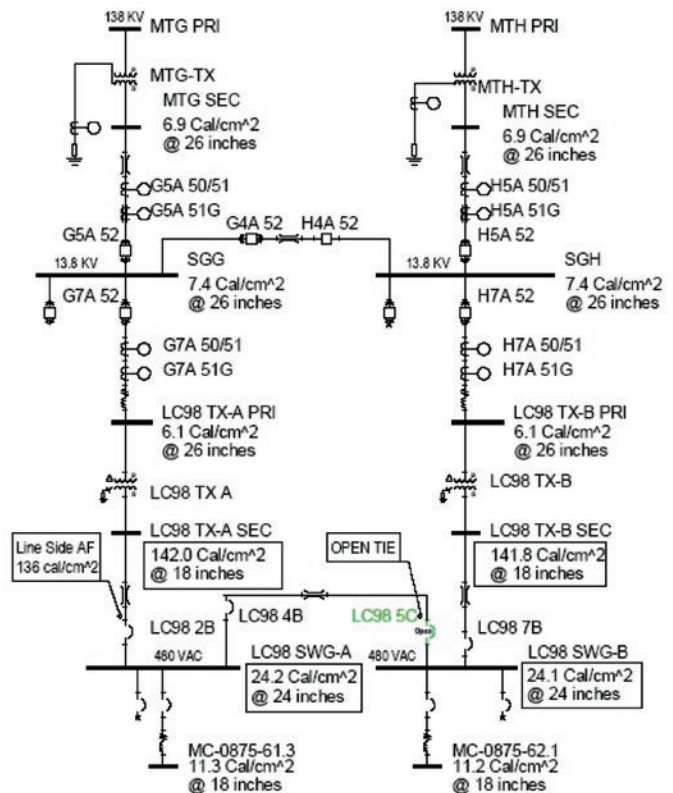 138 KV
MTG PRI
138 KV
MTH PRI
MTG-TX
MTG SEC
6.9 Cal/cm^2
@ 26 inches
MTH-TX
MTH SEC
6.9 Cal/cm^2
@ 26 inches
G5A 50/51
G5A 51G
G5A 52
G4A 52
H4A 52
H5A 50/51
H5A 51G
H5A 52
13.8 KV
SGG
7.4 Cal/cm^2
@ 26 inches
13.8 KV
SGH
7.4 Cal/cm^2
@ 26 inches
G7A 52
H7A 52
G7A 50/51
G7A 51G
H7A 50/51
H7A 51G
LC98 TX-A PRI
6.1 Cal/cm^2
@ 26 inches
LC98 TX-B PRI
6.1 Cal/cm^2
@ 26 inches
LC98 TX A
LC98 TX-B
Line Side AF
136 cal/cm^2
LC98 TX-A SEC
142.0 Cal/cm^2
@ 18 inches
OPEN TIE
LC98 TX-B SEC
141.8 Cal/cm^2
@ 18 inches
LC98 2B
LC98 4B
LC98 5C
Open
LC98 7B
480 VAC
LC98 SWG-A
24.2 Cal/cm^2
@ 24 inches
480 VAC
LC98 SWG-B
24.1 Cal/cm^2
@ 24 inches
MC-0875-61.3
11.3 Cal/cm^2
@ 18 inches
MC-0875-62.1
11.2 Cal/cm^2
@ 18 inches